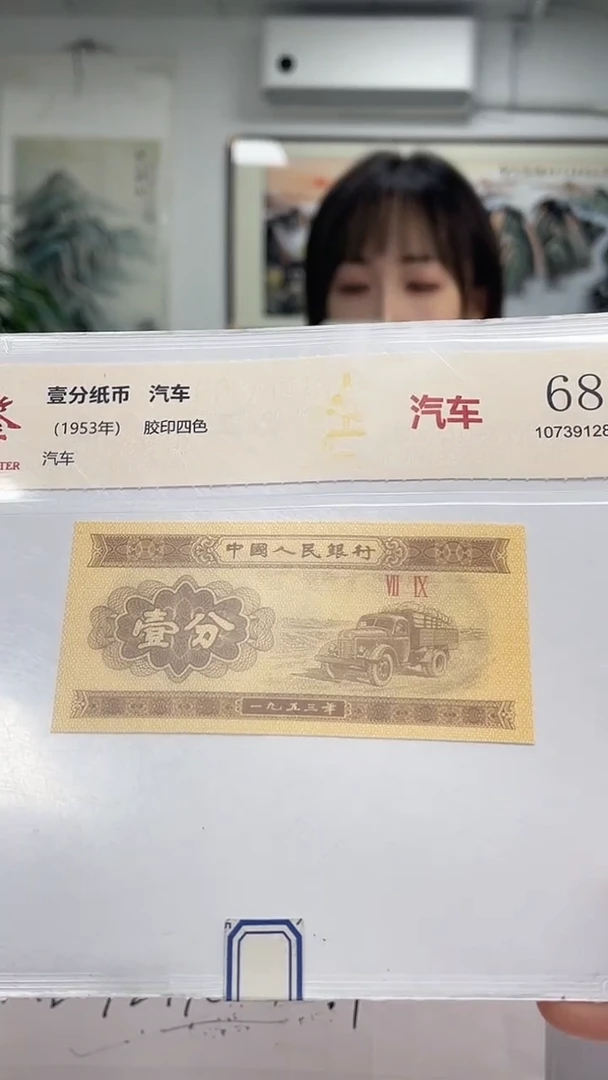 壹分纸币 汽车
(1953年) 胶印四色
汽车
汽车
68
10739128
TER
中國人民銀行
VII IX
壹分
一九五三年